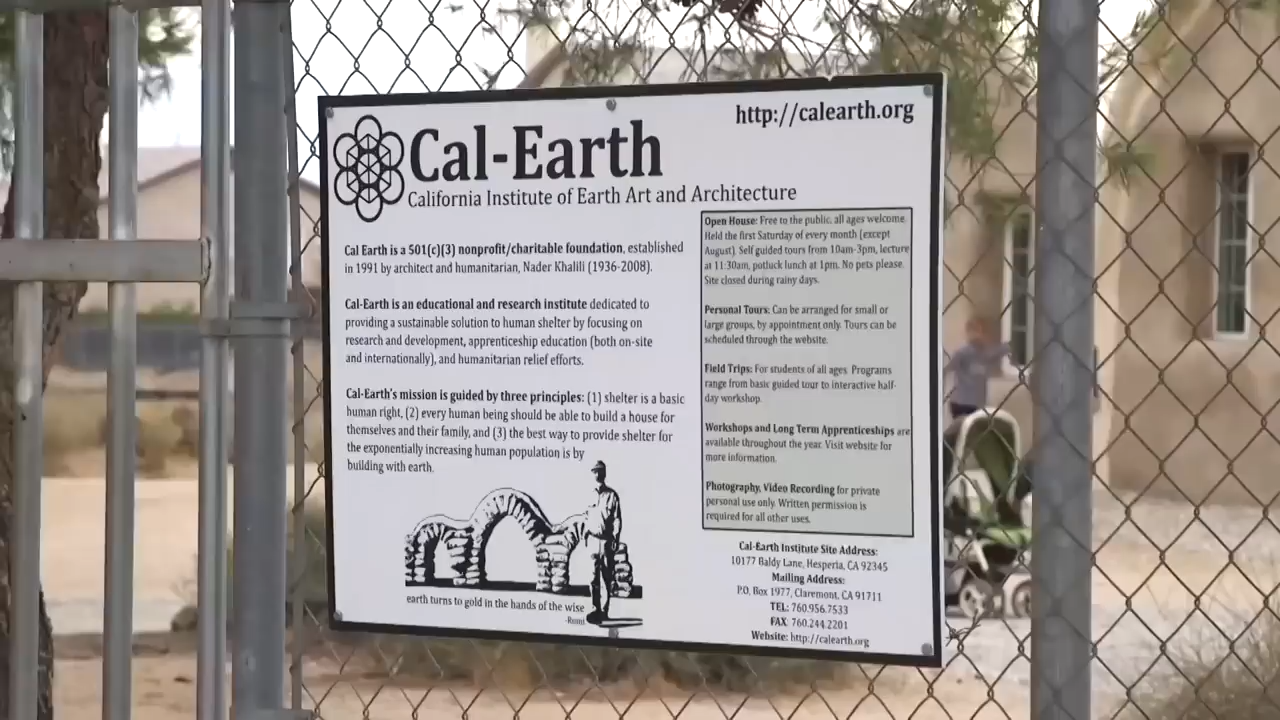 http://calearth.org
Cal-Earth
California Institute of Earth Art and Architecture
Cal Earth is a 501(c)(3) nonprofit/charitable foundation, established
in 1991 by architect and humanitarian, Nader Khalili (1936-2008).
Cal-Earth is an educational and research institute dedicated to
providing a sustainable solution to human shelter by focusing on
research and development, apprenticeship education (both on-site
and internationally), and humanitarian relief efforts.
Cal-Earth's mission is guided by three principles: (1) shelter is a basic
human right, (2) every human being should be able to build a house for
themselves and their family, and (3) the best way to provide shelter for
the exponentially increasing human population is by
building with earth.
earth turns to gold in the hands of the wise
-Rumi
Open House: Free to the public, all ages welcome.
Held the first Saturday of every month (except
August). Self guided tours from 10am-3pm, lecture
at 11:30am, potluck lunch at 1pm. No pets please.
Site closed during rainy days.
Personal Tours: Can be arranged for small or
large groups, by appointment only. Tours can be
scheduled through the website.
Field Trips: For students of all ages. Programs
range from basic guided tour to interactive half-
day workshop.
Workshops and Long Term Apprenticeships are
available throughout the year. Visit website for
more information.
Photography, Video Recording for private
personal use only. Written permission is
required for all other uses.
Cal-Earth Institute Site Address:
10177 Baldy Lane, Hesperia, CA 92345
Mailing Address:
P.O. Box 1977, Claremont, CA 91711
TEL: 760.956.7533
FAX: 760.244.2201
Website: http://calearth.org